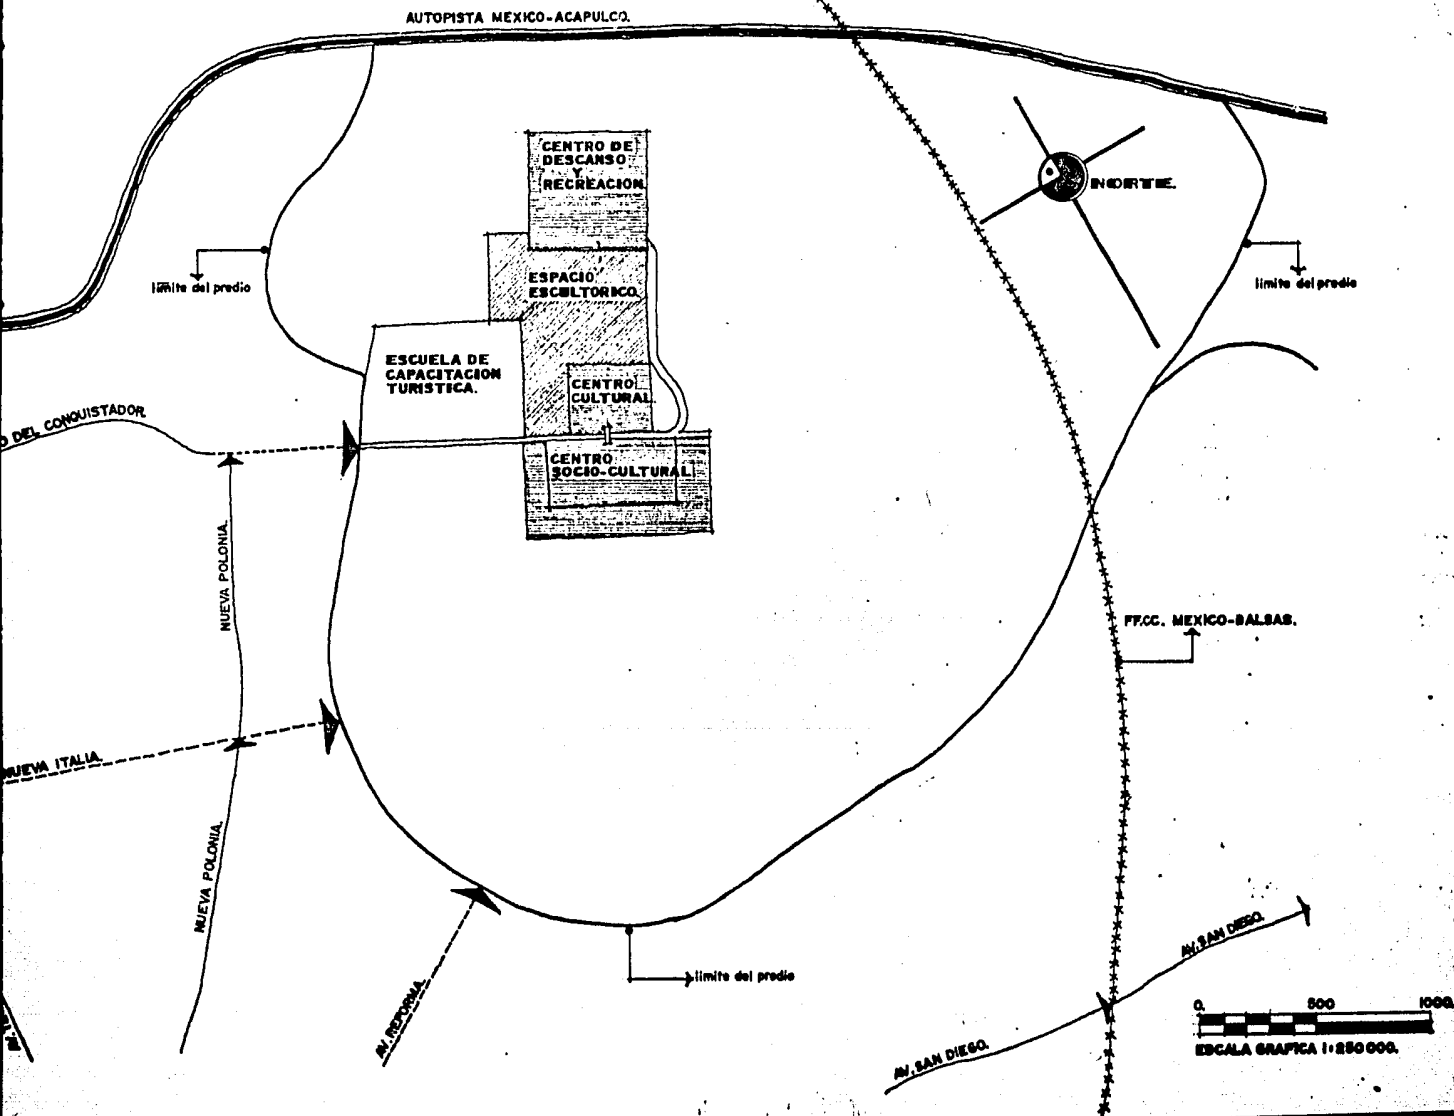 AUTOPISTA MEXICO-ACAPULCO.
CENTRO DE
DESCANSO
Y
RECREACION.
NORTE.
limite del predio
limite del predio
ESPACIO
ESCULTORICO.
ESCUELA DE
CAPACITACION
TURISTICA.
CENTRO
CULTURAL.
O DEL CONQUISTADOR.
CENTRO
SOCIO-CULTURAL.
NUEVA POLONIA.
FF.CC. MEXICO-BALSAS.
NUEVA ITALIA.
NUEVA POLONIA.
AV. SAN DIEGO.
limite del predio
AV. REFORMA.
0. 500 1000.
ESCALA GRAFICA 1:250 000.
AV. SAN DIEGO.